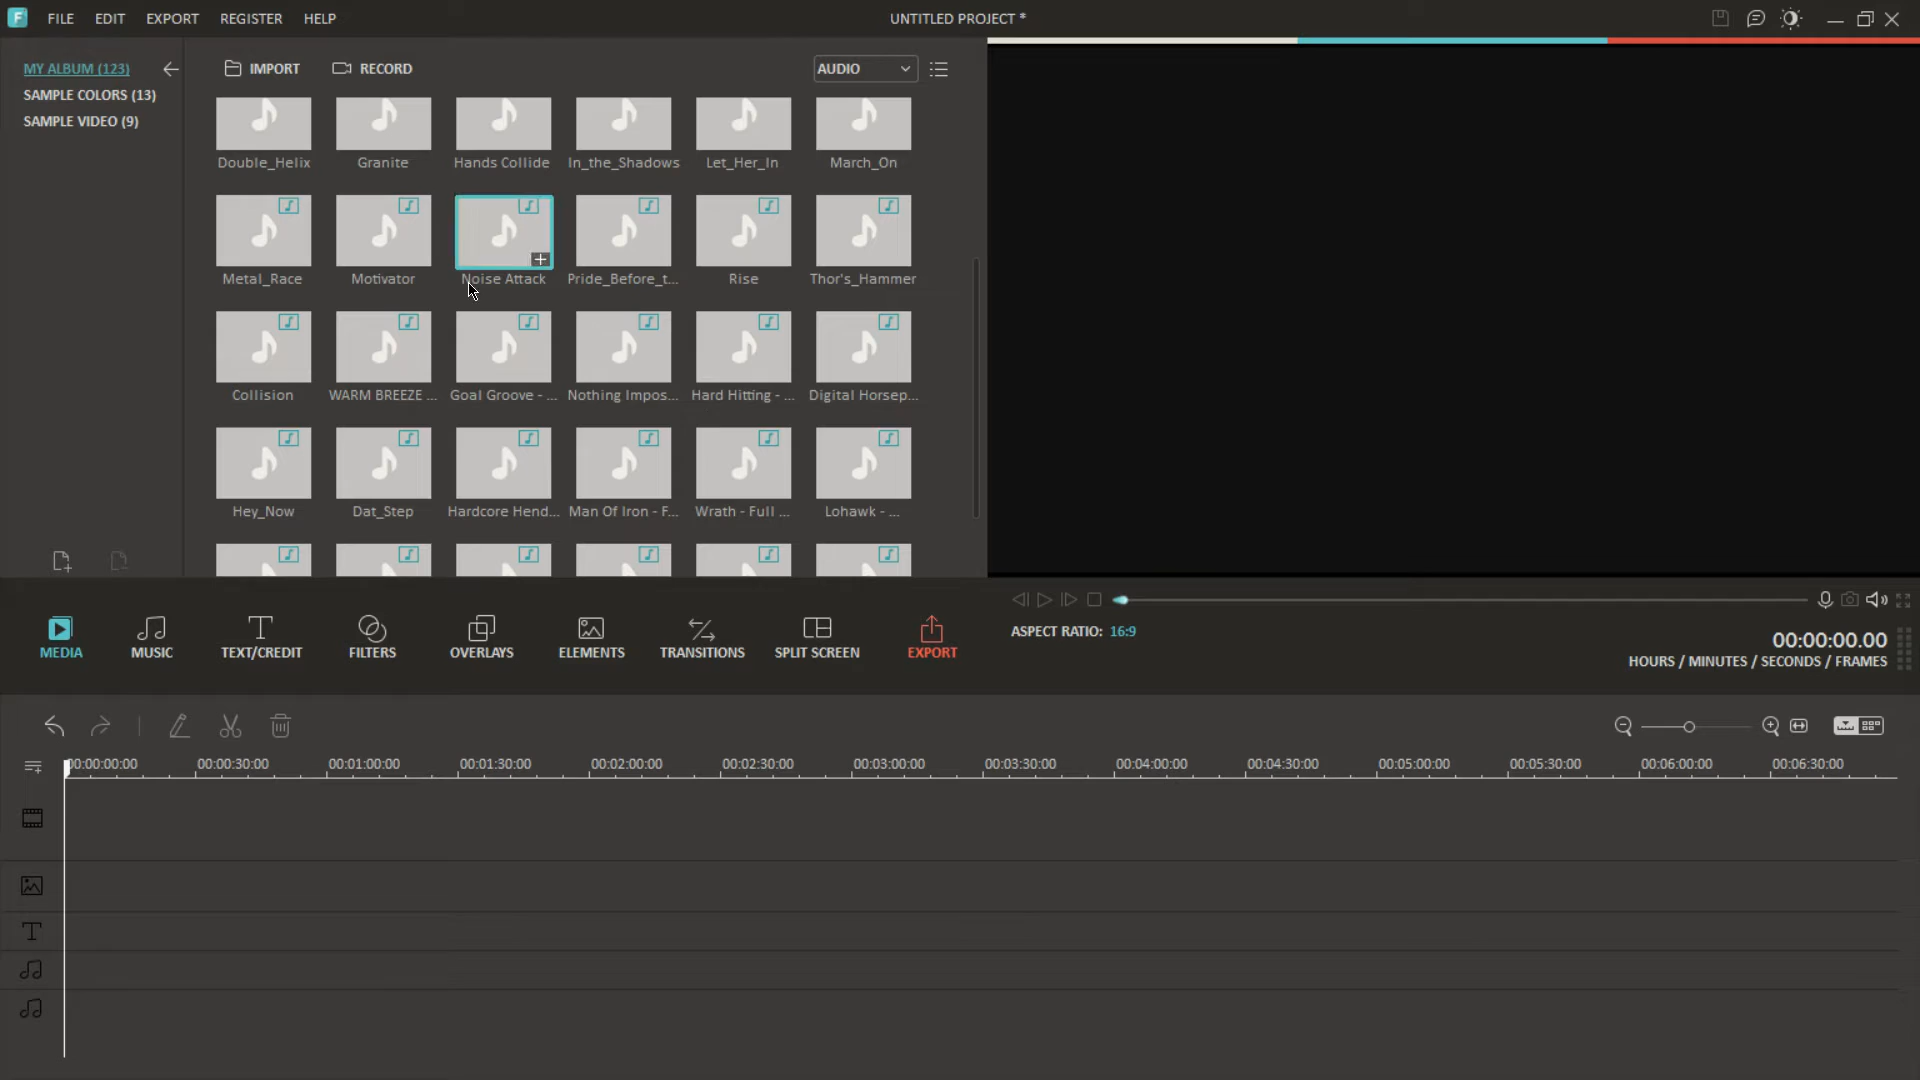 FILE EDIT EXPORT REGISTER HELP UNTITLED PROJECT *
MY ALBUM (123) IMPORT RECORD AUDIO
SAMPLE COLORS (13)
SAMPLE VIDEO (9)
Double_Helix Granite Hands Collide In_the_Shadows Let_Her_In March_On
Metal_Race Motivator Noise Attack Pride_Before_t... Rise Thor's_Hammer
Collision WARM BREEZE ... Goal Groove - ... Nothing Impos... Hard Hitting - ... Digital Horsep...
Hey_Now Dat_Step Hardcore Hend... Man Of Iron - F... Wrath - Full ... Lohawk - ...
MEDIA MUSIC TEXT/CREDIT FILTERS OVERLAYS ELEMENTS TRANSITIONS SPLIT SCREEN EXPORT
ASPECT RATIO: 16:9
00:00:00.00
HOURS / MINUTES / SECONDS / FRAMES
00:00:00:00 00:00:30:00 00:01:00:00 00:01:30:00 00:02:00:00 00:02:30:00 00:03:00:00 00:03:30:00 00:04:00:00 00:04:30:00 00:05:00:00 00:05:30:00 00:06:00:00 00:06:30:00